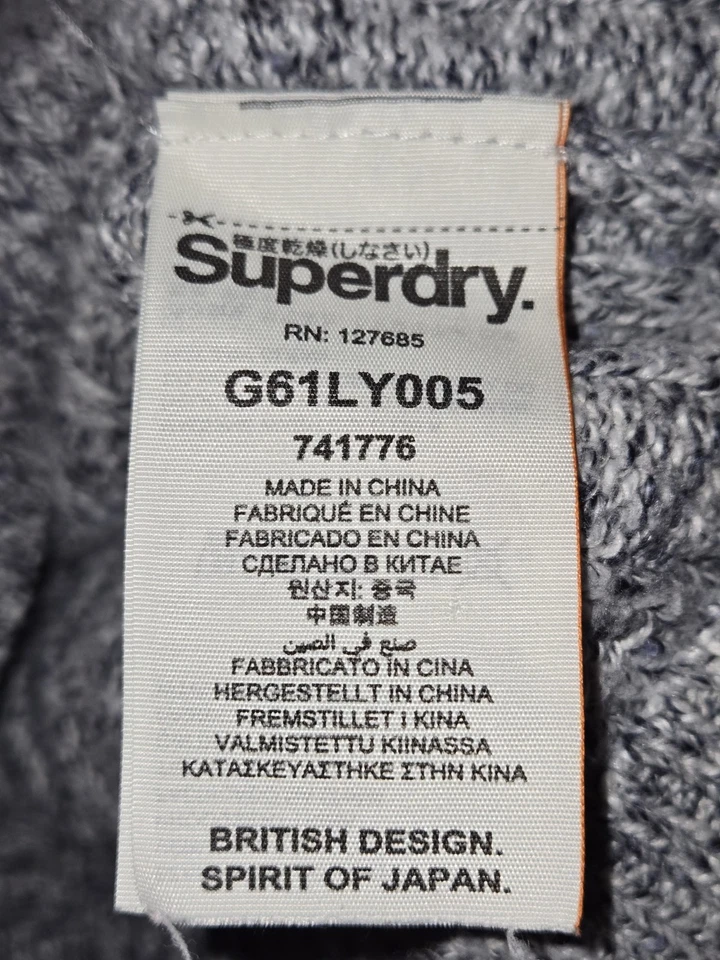 極度乾燥(しなさい)
Superdry.
RN: 127685
G61LY005
741776
MADE IN CHINA
FABRIQUÉ EN CHINE
FABRICADO EN CHINA
СДЕЛАНО В КИТАЕ
원산지: 중국
中国制造
صنع في الصين
FABBRICATO IN CINA
HERGESTELLT IN CHINA
FREMSTILLET I KINA
VALMISTETTU KIINASSA
ΚΑΤΑΣΚΕΥΑΣΤΗΚΕ ΣΤΗΝ ΚΙΝΑ
BRITISH DESIGN.
SPIRIT OF JAPAN.